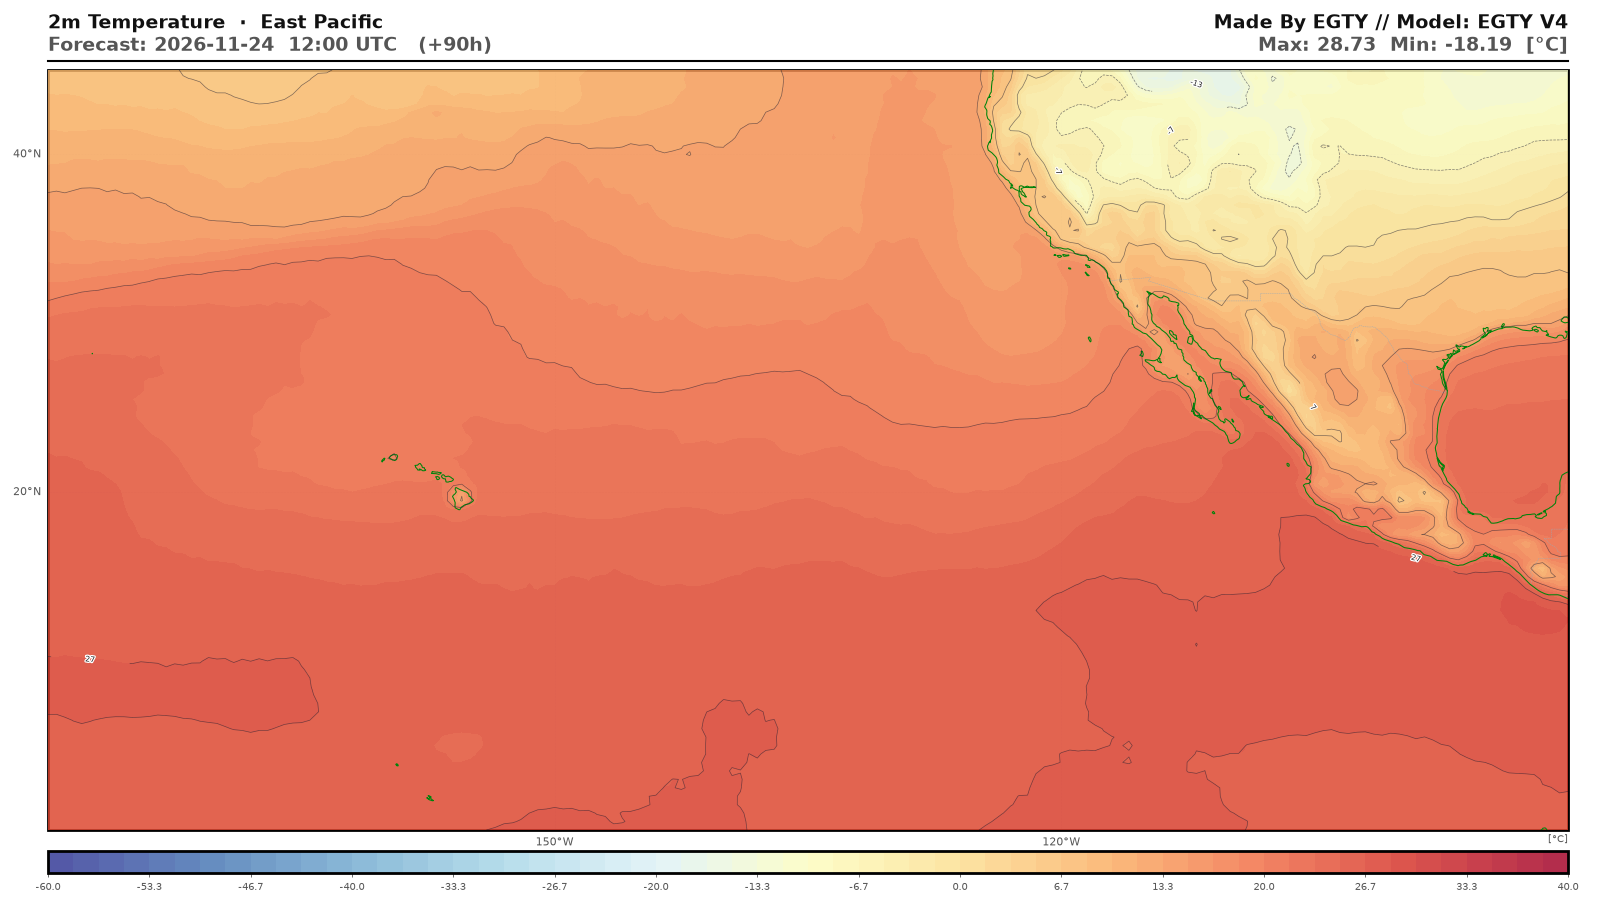 2m Temperature · East Pacific
Made By EGTY // Model: EGTY V4
Forecast: 2026-11-24 12:00 UTC (+90h)
Max: 28.73 Min: -18.19 [°C]
-13
-7
40°N
-7
7
20°N
27
27
150°W
120°W
[°C]
-60.0
-53.3
-46.7
-40.0
-33.3
-26.7
-20.0
-13.3
-6.7
0.0
6.7
13.3
20.0
26.7
33.3
40.0